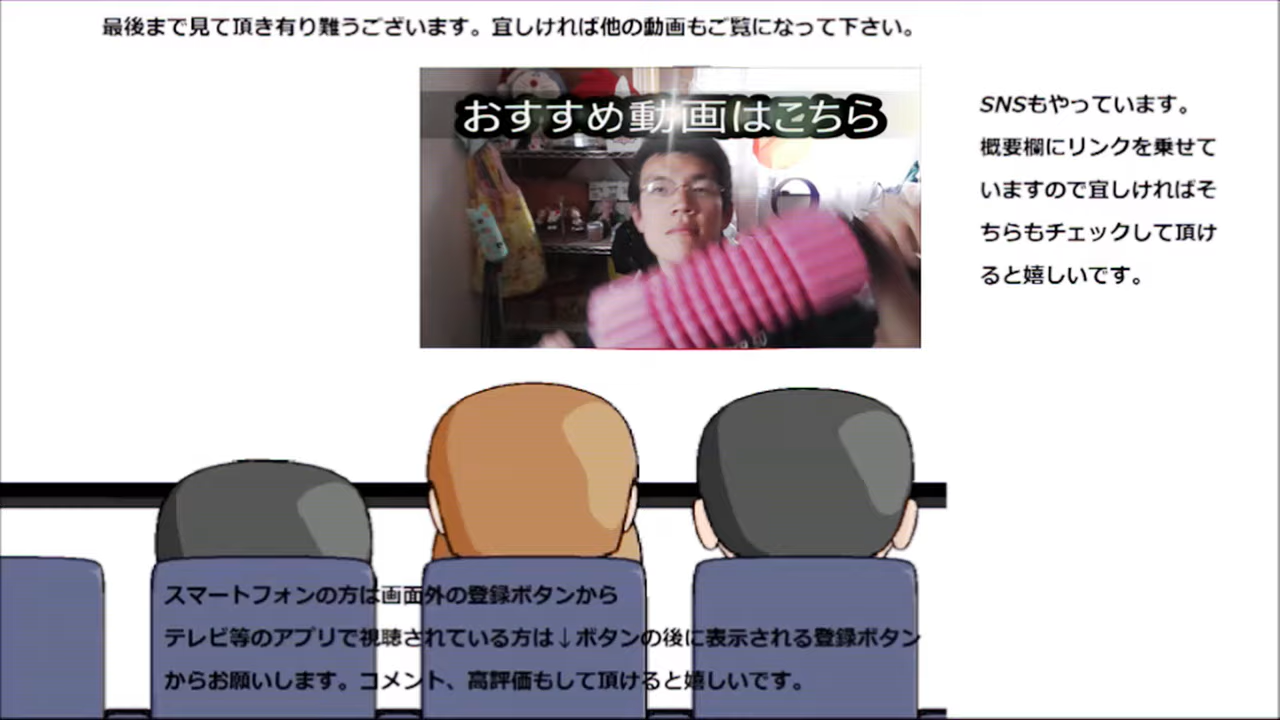 最後まで見て頂き有り難うございます。宜しければ他の動画もご覧になって下さい。
おすすめ動画はこちら
SNSもやっています。
概要欄にリンクを乗せて
いますので宜しければそ
ちらもチェックして頂け
ると嬉しいです。
スマートフォンの方は画面外の登録ボタンから
テレビ等のアプリで視聴されている方は↓ボタンの後に表示される登録ボタン
からお願いします。コメント、高評価もして頂けると嬉しいです。